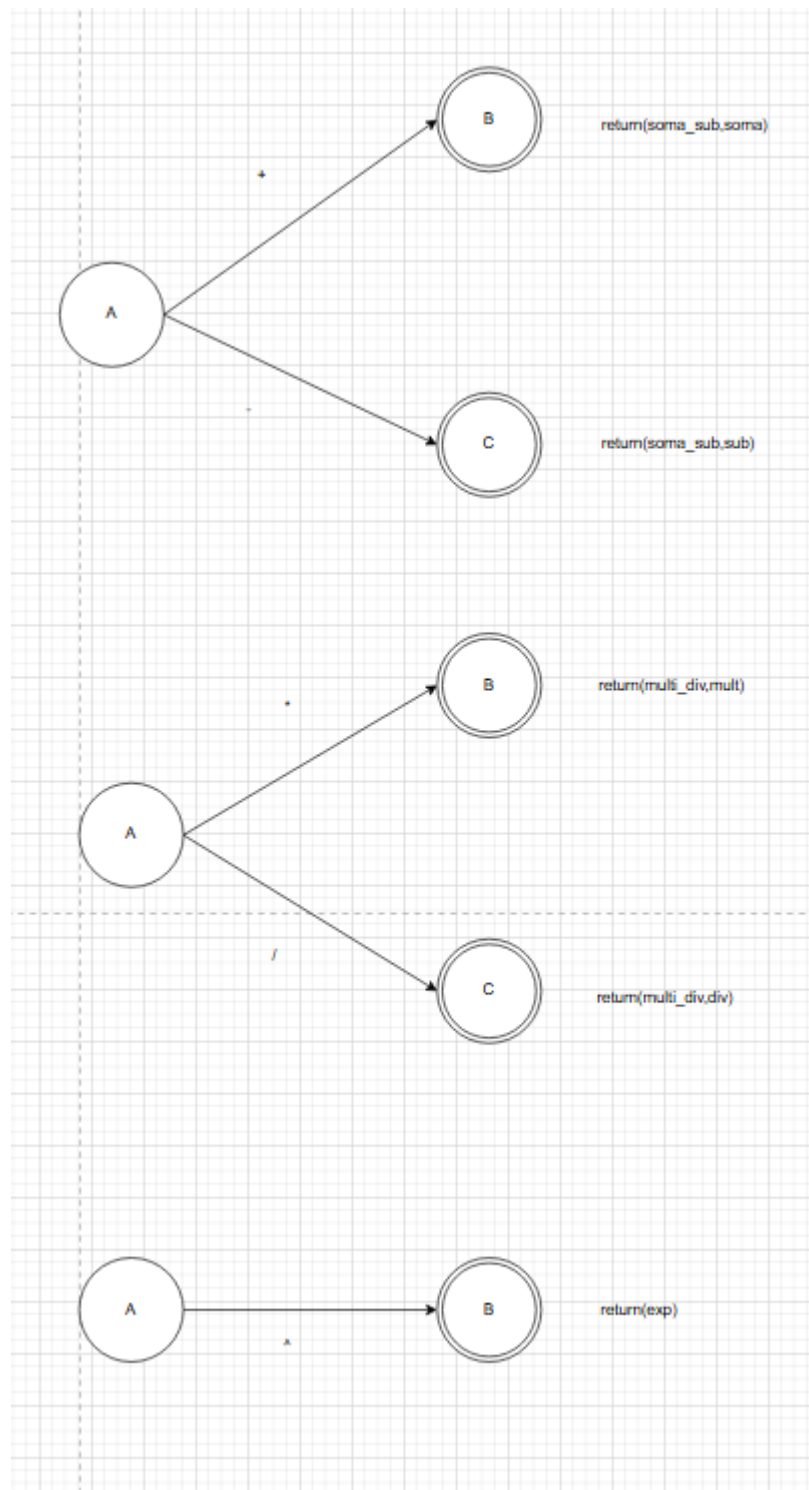 B
return(soma_sub,soma)
+
A
-
C
return(soma_sub,sub)
B
return(multi_div,mult)
*
A
/
C
return(multi_div,div)
A
B
return(exp)
^